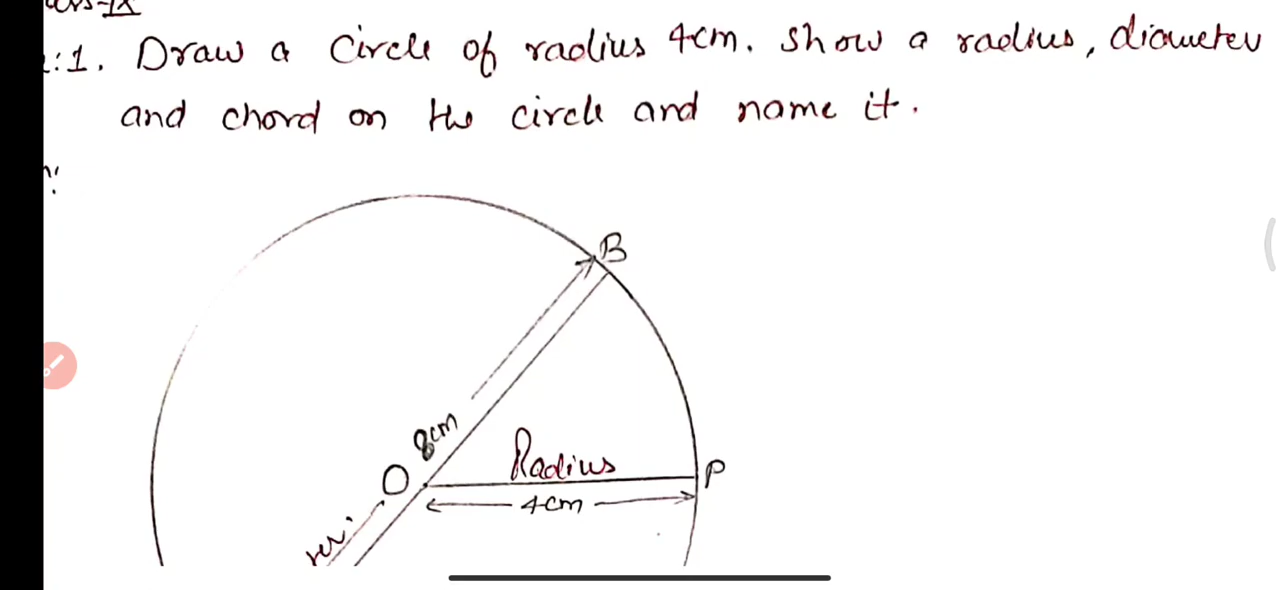 :1. Draw a Circle of radius 4cm. show a radius, diameter
and chord on the circle and name it.
B
8cm
O
Radius
P
4cm